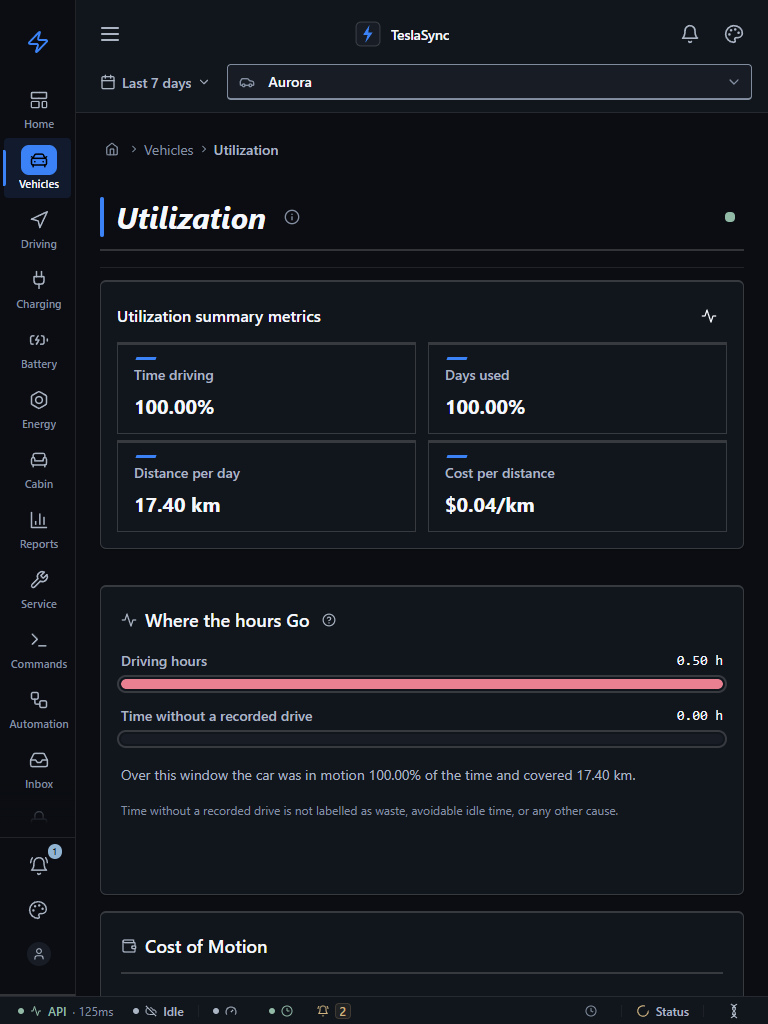 TeslaSync
Last 7 days
Aurora
Home
Vehicles
Driving
Charging
Battery
Energy
Cabin
Reports
Service
Commands
Automation
Inbox
1
Vehicles
Utilization
Utilization
Utilization summary metrics
Time driving
100.00%
Days used
100.00%
Distance per day
17.40 km
Cost per distance
$0.04/km
Where the hours Go
Driving hours
0.50 h
Time without a recorded drive
0.00 h
Over this window the car was in motion 100.00% of the time and covered 17.40 km.
Time without a recorded drive is not labelled as waste, avoidable idle time, or any other cause.
Cost of Motion
API · 125ms
Idle
2
Status